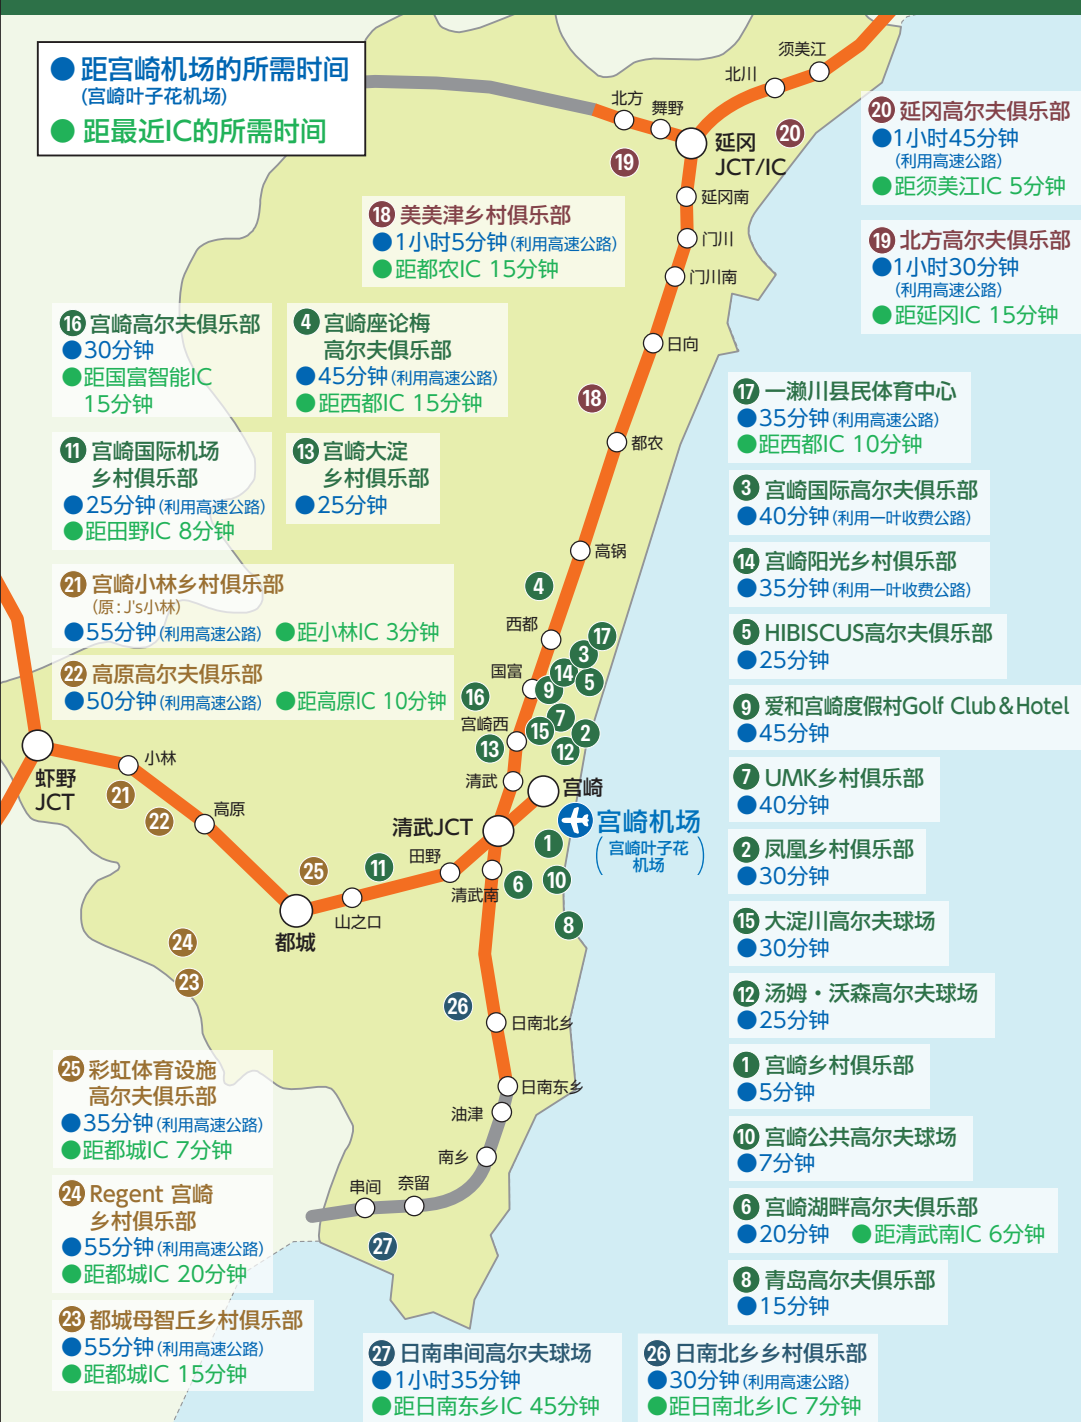 ●距宫崎机场的所需时间
(宫崎叶子花机场)
●距最近IC的所需时间
须美江
北川
北方
舞野
延冈
JCT/IC
延冈南
门川
门川南
日向
都农
高锅
西都
国富
宫崎西
清武
宫崎
清武JCT
宫崎机场
(宫崎叶子花
机场)
田野
清武南
山之口
都城
高原
小林
虾野
JCT
日南北乡
日南东乡
油津
南乡
奈留
串间
20
19
18
4
17
3
14
5
9
16
7
15
2
12
13
1
11
6
10
8
21
22
25
24
23
26
27
20 延冈高尔夫俱乐部
●1小时45分钟
(利用高速公路)
●距须美江IC 5分钟
19 北方高尔夫俱乐部
●1小时30分钟
(利用高速公路)
●距延冈IC 15分钟
18 美美津乡村俱乐部
●1小时5分钟(利用高速公路)
●距都农IC 15分钟
16 宫崎高尔夫俱乐部
●30分钟
●距国富智能IC
15分钟
4 宫崎座论梅
高尔夫俱乐部
●45分钟(利用高速公路)
●距西都IC 15分钟
11 宫崎国际机场
乡村俱乐部
●25分钟(利用高速公路)
●距田野IC 8分钟
13 宫崎大淀
乡村俱乐部
●25分钟
21 宫崎小林乡村俱乐部
(原:J's小林)
●55分钟(利用高速公路) ●距小林IC 3分钟
22 高原高尔夫俱乐部
●50分钟(利用高速公路) ●距高原IC 10分钟
17 一濑川县民体育中心
●35分钟(利用高速公路)
●距西都IC 10分钟
3 宫崎国际高尔夫俱乐部
●40分钟(利用一叶收费公路)
14 宫崎阳光乡村俱乐部
●35分钟(利用一叶收费公路)
5 HIBISCUS高尔夫俱乐部
●25分钟
9 爱和宫崎度假村Golf Club&Hotel
●45分钟
7 UMK乡村俱乐部
●40分钟
2 凤凰乡村俱乐部
●30分钟
15 大淀川高尔夫球场
●30分钟
12 汤姆・沃森高尔夫球场
●25分钟
1 宫崎乡村俱乐部
●5分钟
10 宫崎公共高尔夫球场
●7分钟
6 宫崎湖畔高尔夫俱乐部
●20分钟 ●距清武南IC 6分钟
8 青岛高尔夫俱乐部
●15分钟
25 彩虹体育设施
高尔夫俱乐部
●35分钟(利用高速公路)
●距都城IC 7分钟
24 Regent 宫崎
乡村俱乐部
●55分钟(利用高速公路)
●距都城IC 20分钟
23 都城母智丘乡村俱乐部
●55分钟(利用高速公路)
●距都城IC 15分钟
27 日南串间高尔夫球场
●1小时35分钟
●距日南东乡IC 45分钟
26 日南北乡乡村俱乐部
●30分钟(利用高速公路)
●距日南北乡IC 7分钟